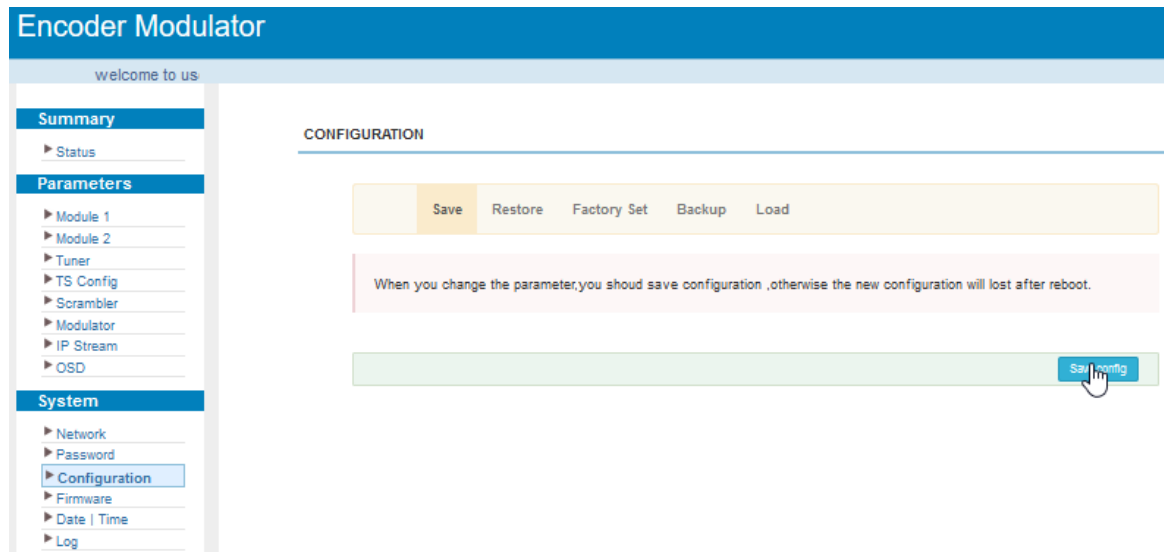 Encoder Modulator
welcome to us
Summary
Status
Parameters
Module 1
Module 2
Tuner
TS Config
Scrambler
Modulator
IP Stream
OSD
System
Network
Password
Configuration
Firmware
Date | Time
Log
CONFIGURATION
Save Restore Factory Set Backup Load
When you change the parameter,you shoud save configuration ,otherwise the new configuration will lost after reboot.
Save config